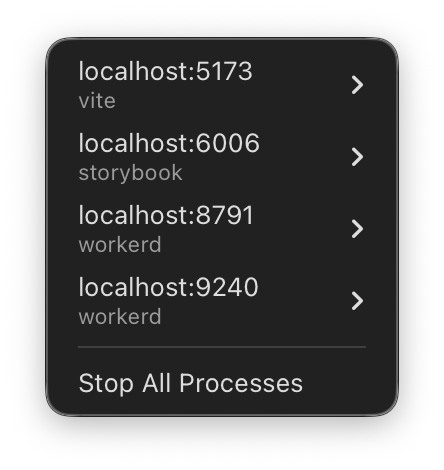 localhost:5173
vite
localhost:6006
storybook
localhost:8791
workerd
localhost:9240
workerd
Stop All Processes